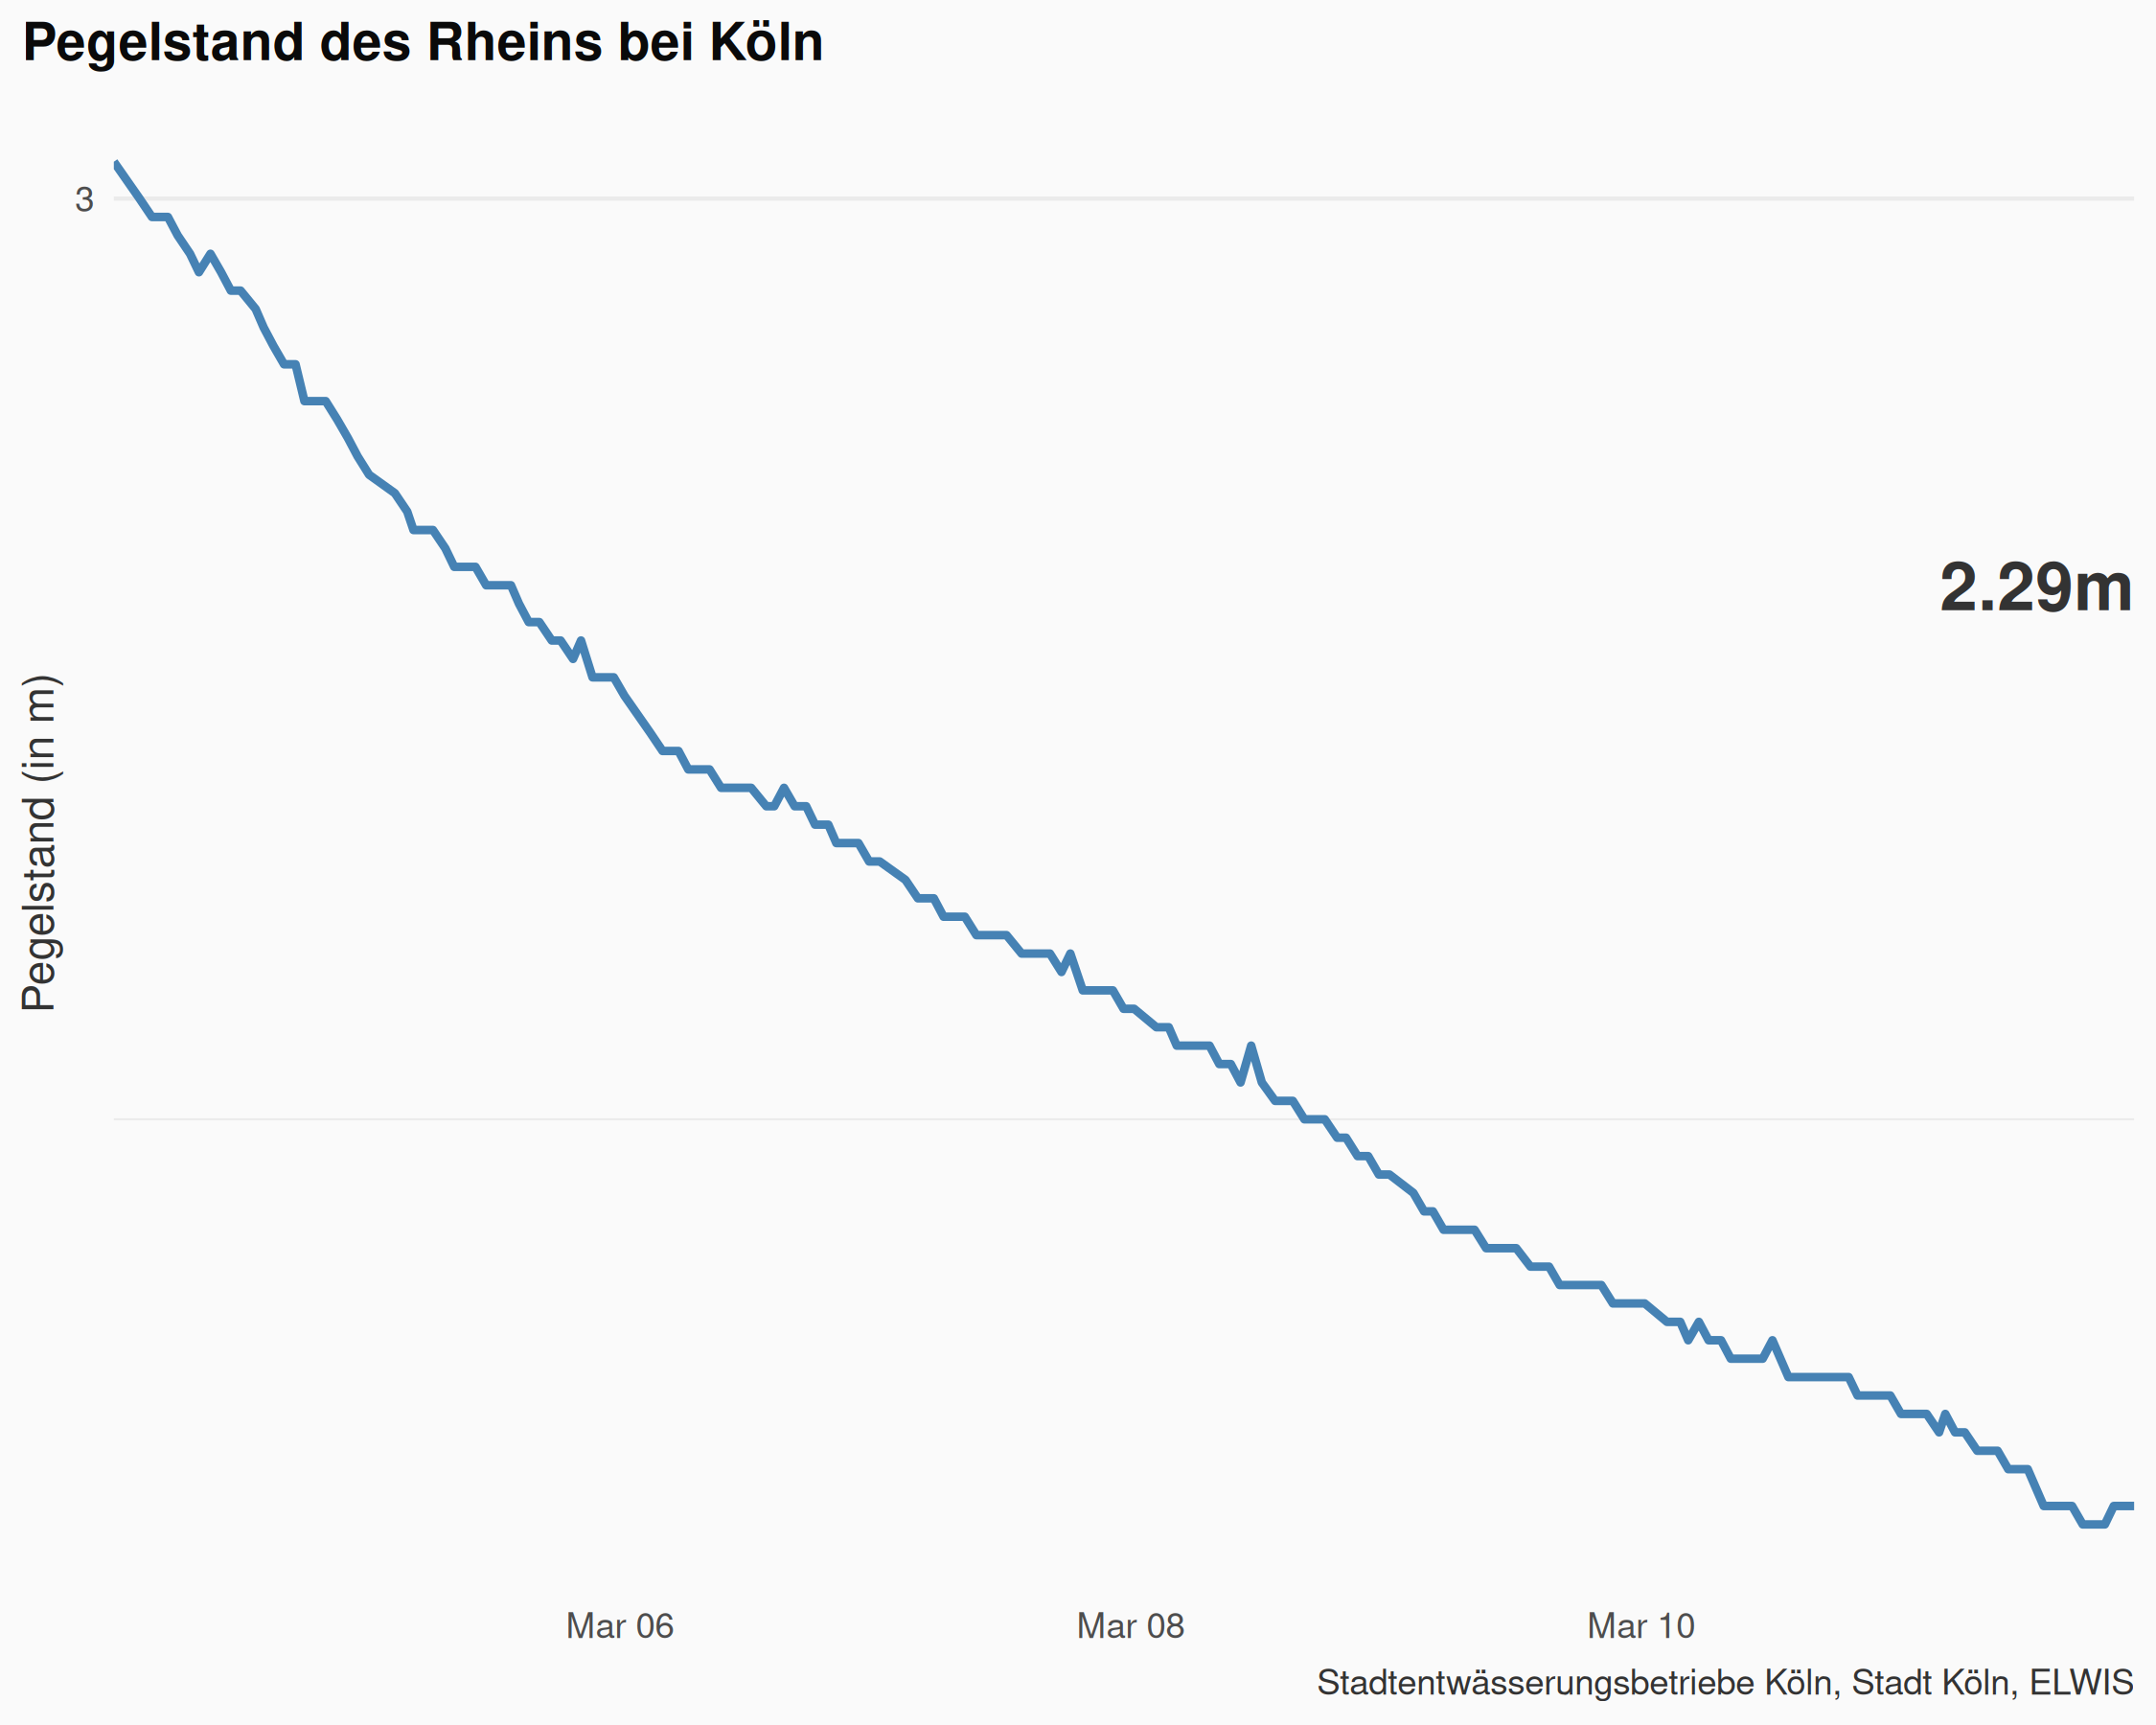 Pegelstand des Rheins bei Köln
3
2.29m
Pegelstand (in m)
Mar 06
Mar 08
Mar 10
Stadtentwässerungsbetriebe Köln, Stadt Köln, ELWIS